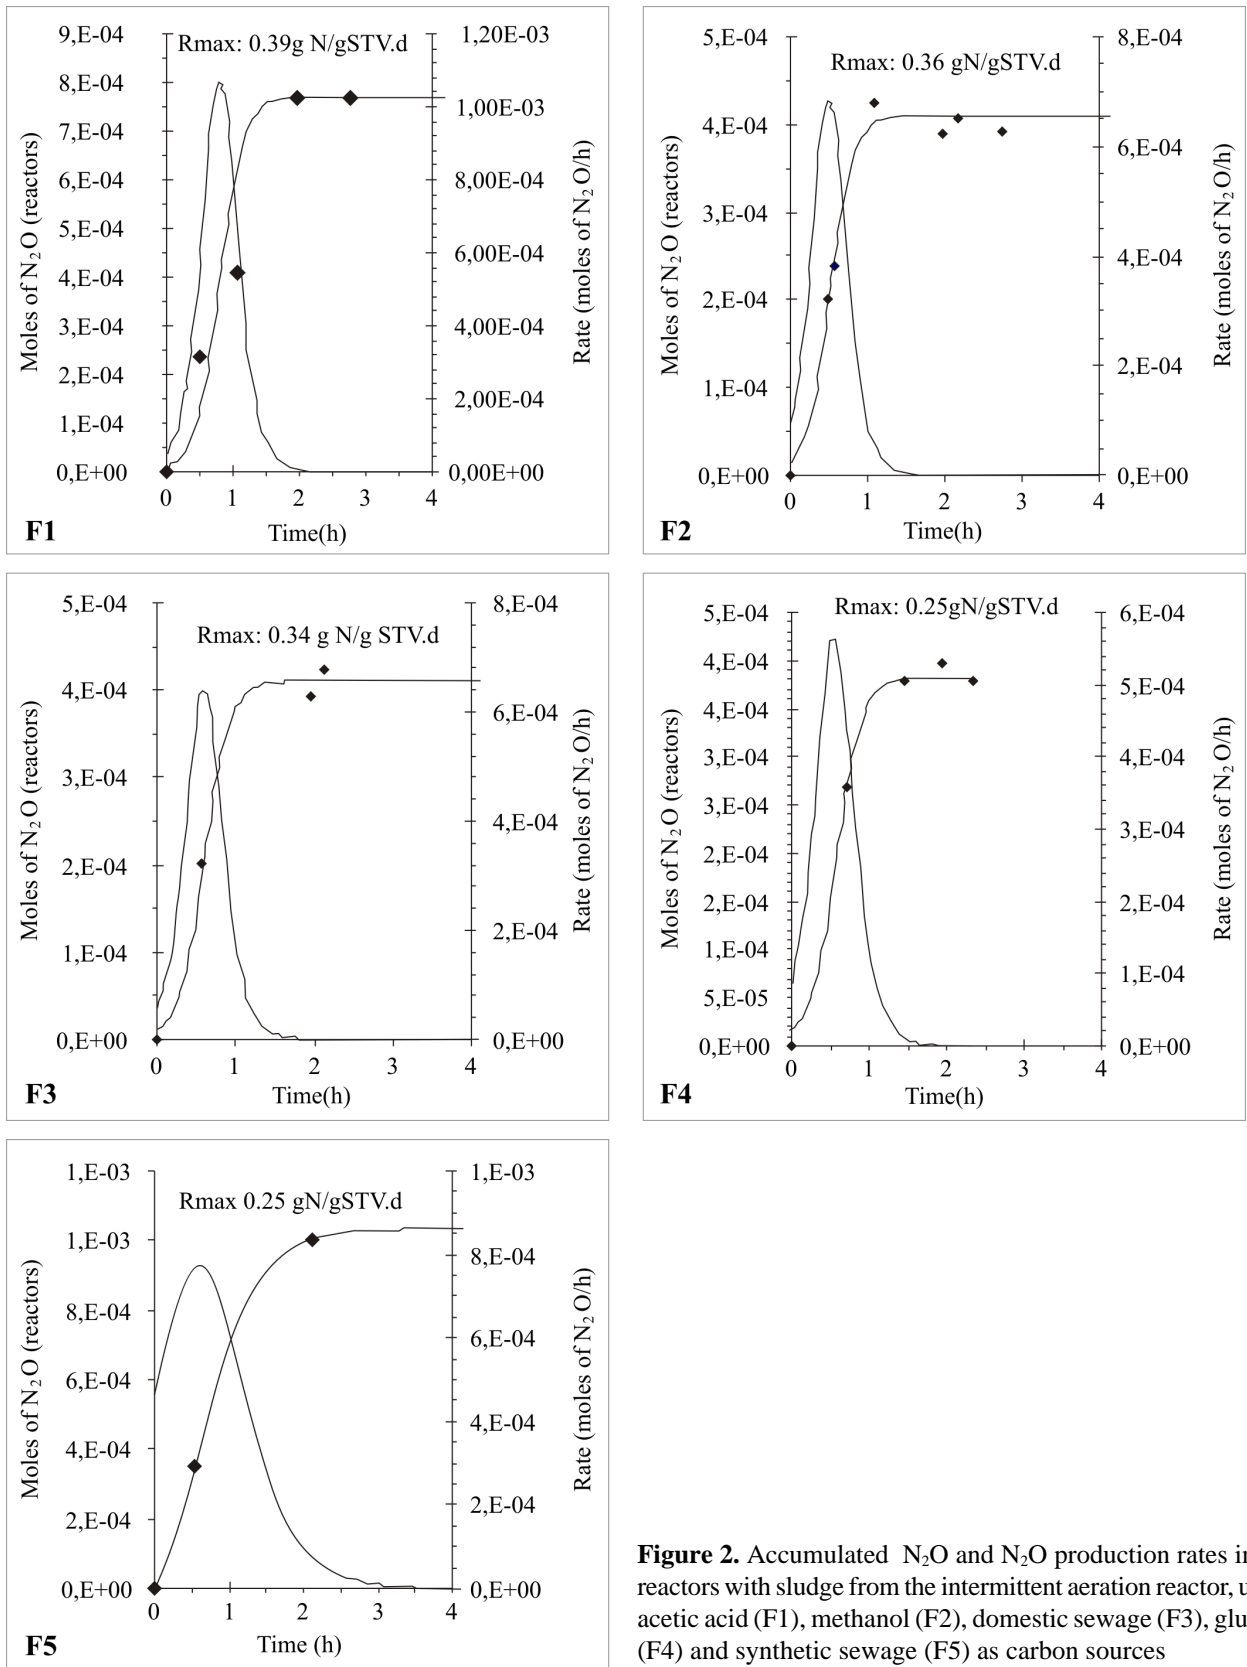 Rmax: 0.39g N/gSTV.d
9,E-04
8,E-04
7,E-04
6,E-04
5,E-04
4,E-04
3,E-04
2,E-04
1,E-04
0,E+00
Moles of N₂O (reactors)
1,20E-03
1,00E-03
8,00E-04
6,00E-04
4,00E-04
2,00E-04
0,00E+00
Rate (moles of N₂O/h)
0 1 2 3 4
Time(h)
F1
Rmax: 0.36 gN/gSTV.d
5,E-04
4,E-04
3,E-04
2,E-04
1,E-04
0,E+00
Moles of N₂O (reactors)
8,E-04
6,E-04
4,E-04
2,E-04
0,E+00
Rate (moles of N₂O/h)
0 1 2 3 4
Time(h)
F2
Rmax: 0.34 g N/g STV.d
5,E-04
4,E-04
3,E-04
2,E-04
1,E-04
0,E+00
Moles of N₂O (reactors)
8,E-04
6,E-04
4,E-04
2,E-04
0,E+00
Rate (moles of N₂O/h)
0 1 2 3 4
Time(h)
F3
Rmax: 0.25gN/gSTV.d
5,E-04
4,E-04
4,E-04
3,E-04
3,E-04
2,E-04
2,E-04
1,E-04
5,E-05
0,E+00
Moles of N₂O (reactors)
6,E-04
5,E-04
4,E-04
3,E-04
2,E-04
1,E-04
0,E+00
Rate (moles of N₂O/h)
0 1 2 3 4
Time(h)
F4
Rmax 0.25 gN/gSTV.d
1,E-03
1,E-03
8,E-04
6,E-04
4,E-04
2,E-04
0,E+00
Moles of N₂O (reactors)
1,E-03
8,E-04
6,E-04
4,E-04
2,E-04
0,E+00
Rate (moles of N₂O/h)
0 1 2 3 4
Time (h)
F5
Figure 2. Accumulated N₂O and N₂O production rates in
reactors with sludge from the intermittent aeration reactor, u
acetic acid (F1), methanol (F2), domestic sewage (F3), glu
(F4) and synthetic sewage (F5) as carbon sources